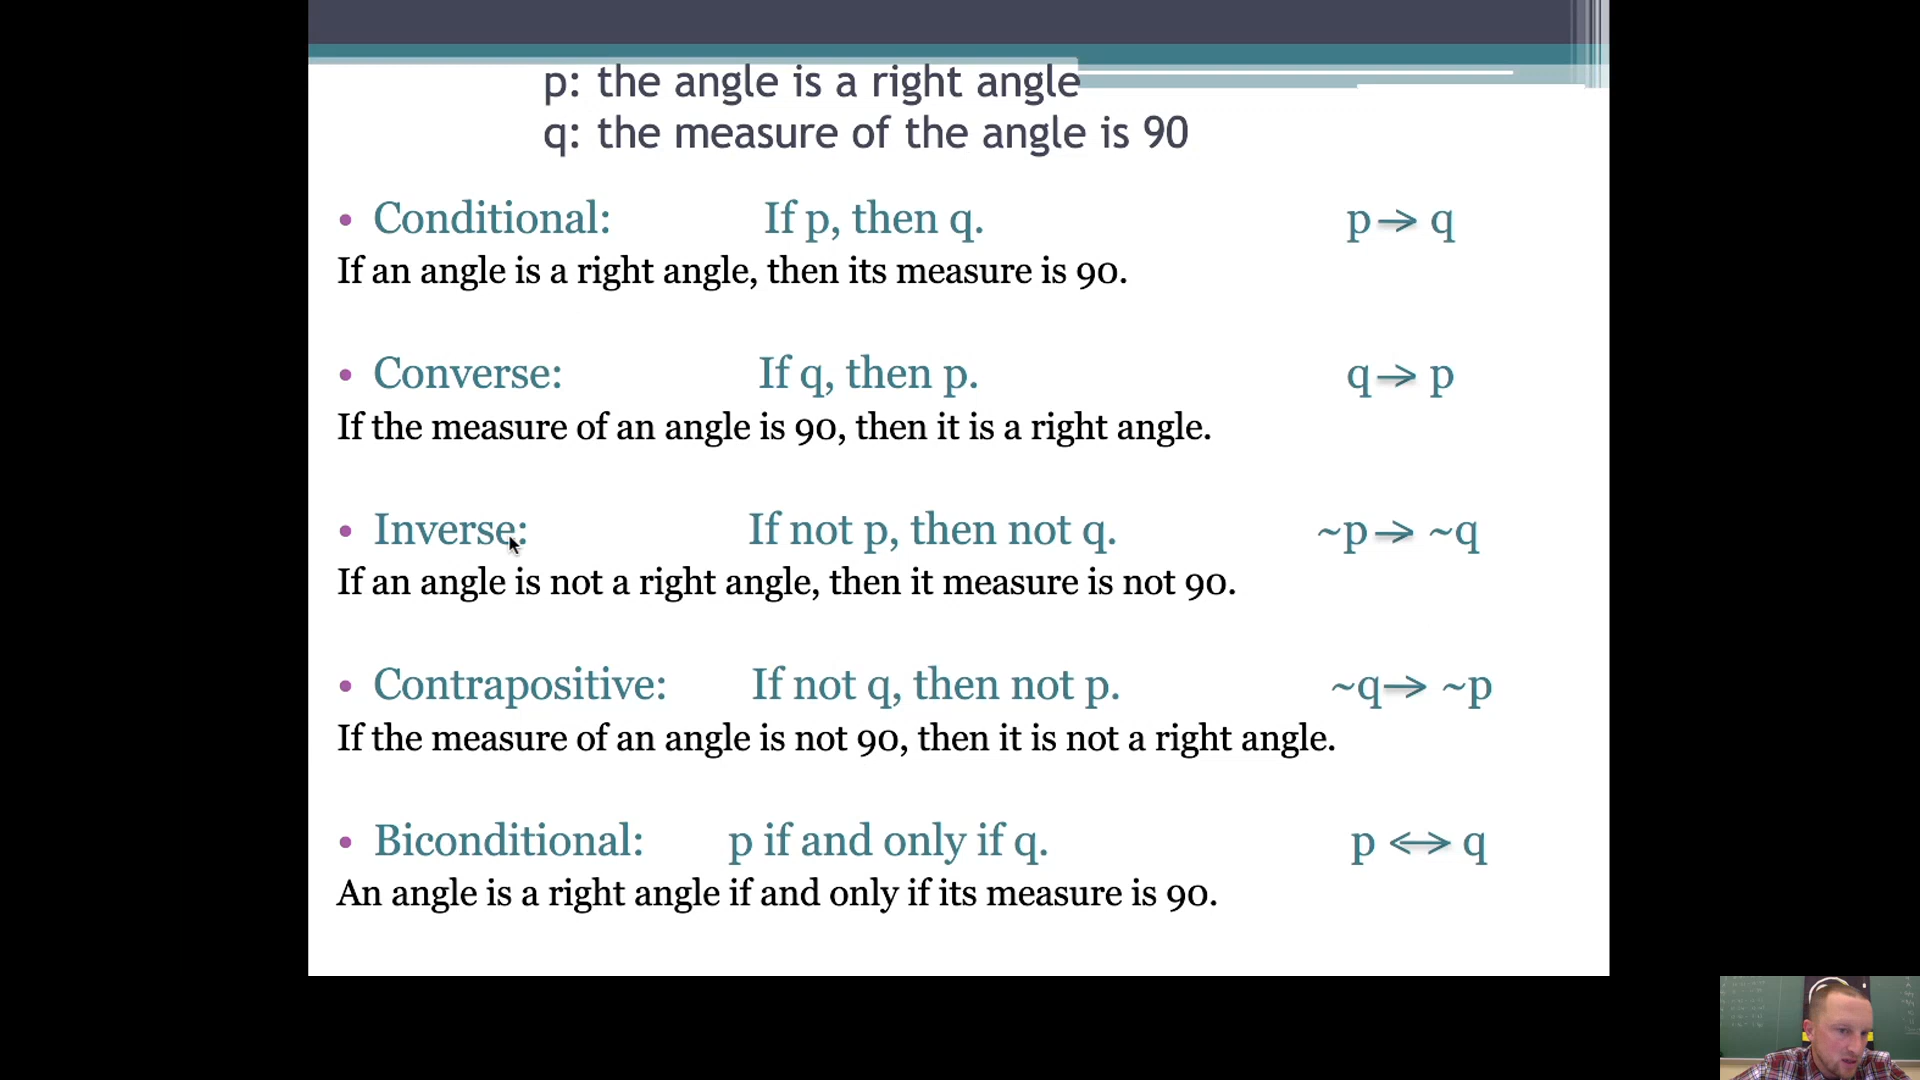 p: the angle is a right angle
q: the measure of the angle is 90
• Conditional: If p, then q. p→ q
If an angle is a right angle, then its measure is 90.
• Converse: If q, then p. q→ p
If the measure of an angle is 90, then it is a right angle.
• Inverse: If not p, then not q. ~p→ ~q
If an angle is not a right angle, then it measure is not 90.
• Contrapositive: If not q, then not p. ~q→ ~p
If the measure of an angle is not 90, then it is not a right angle.
• Biconditional: p if and only if q. p ↔ q
An angle is a right angle if and only if its measure is 90.